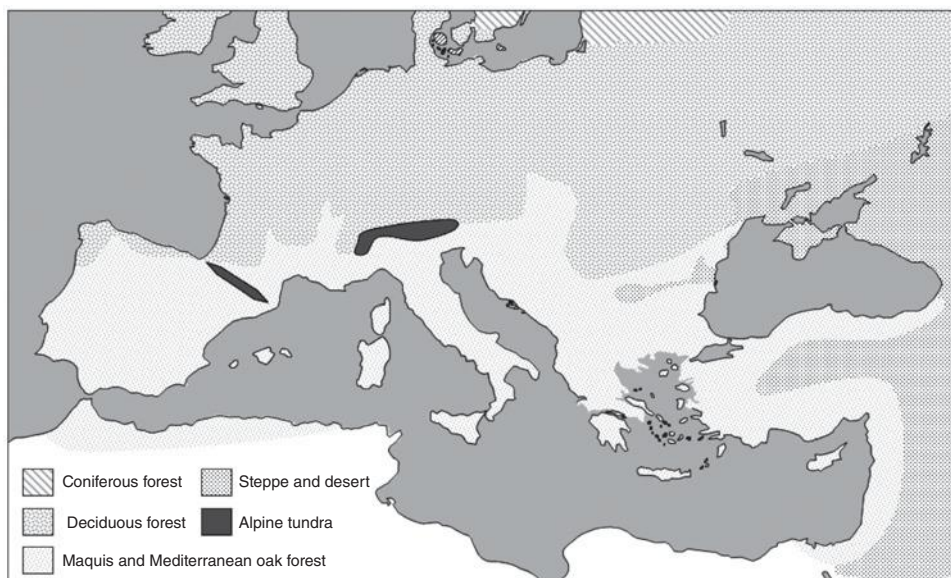 Coniferous forest
Steppe and desert
Deciduous forest
Alpine tundra
Maquis and Mediterranean oak forest